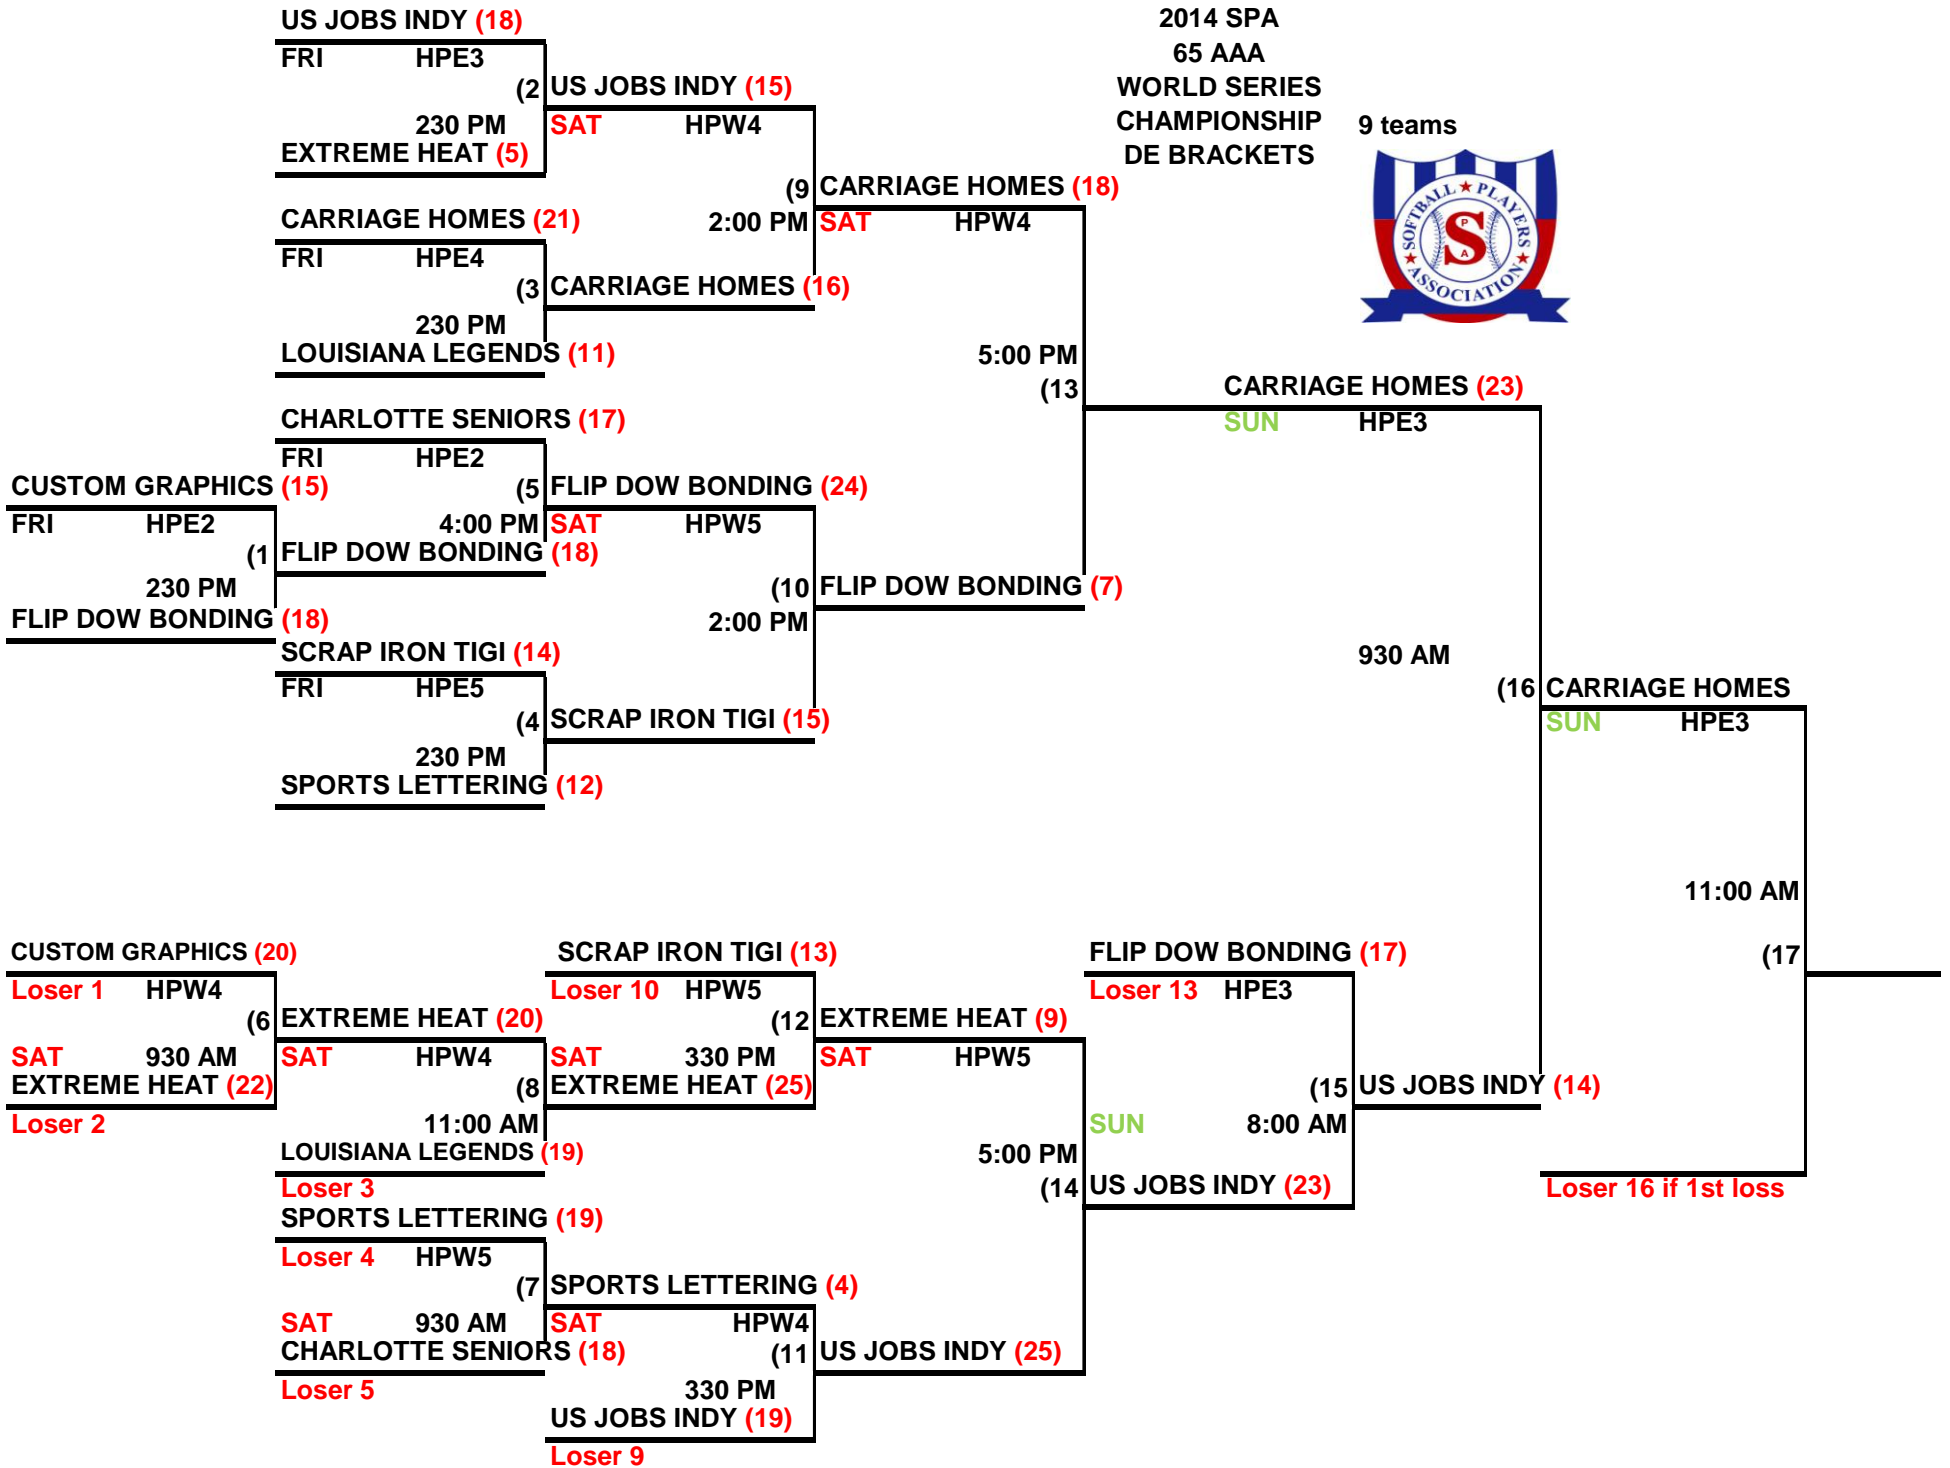 US JOBS INDY (18)
2014 SPA
65 AAA
WORLD SERIES
CHAMPIONSHIP
DE BRACKETS
9 teams
SOFTBALL PLAYERS
ASSOCIATION
P
S
A
FRI HPE3
(2 US JOBS INDY (15)
230 PM SAT HPW4
EXTREME HEAT (5)
(9 CARRIAGE HOMES (18)
CARRIAGE HOMES (21)
2:00 PM SAT HPW4
FRI HPE4
(3 CARRIAGE HOMES (16)
230 PM
LOUISIANA LEGENDS (11)
5:00 PM
(13 CARRIAGE HOMES (23)
CHARLOTTE SENIORS (17)
SUN HPE3
FRI HPE2
CUSTOM GRAPHICS (15)
(5 FLIP DOW BONDING (24)
FRI HPE2
4:00 PM SAT HPW5
(1 FLIP DOW BONDING (18)
230 PM
(10 FLIP DOW BONDING (7)
FLIP DOW BONDING (18)
2:00 PM
SCRAP IRON TIGI (14)
930 AM
FRI HPE5
(16 CARRIAGE HOMES
(4 SCRAP IRON TIGI (15)
SUN HPE3
230 PM
SPORTS LETTERING (12)
11:00 AM
CUSTOM GRAPHICS (20)
SCRAP IRON TIGI (13)
FLIP DOW BONDING (17)
(17
Loser 1 HPW4
Loser 10 HPW5
Loser 13 HPE3
(6 EXTREME HEAT (20)
(12 EXTREME HEAT (9)
SAT 930 AM
SAT HPW4
SAT 330 PM
SAT HPW5
EXTREME HEAT (22)
(8 EXTREME HEAT (25)
(15 US JOBS INDY (14)
Loser 2
11:00 AM
SUN 8:00 AM
LOUISIANA LEGENDS (19)
5:00 PM
Loser 3
(14 US JOBS INDY (23)
Loser 16 if 1st loss
SPORTS LETTERING (19)
Loser 4 HPW5
(7 SPORTS LETTERING (4)
SAT 930 AM
SAT HPW4
CHARLOTTE SENIORS (18)
(11 US JOBS INDY (25)
Loser 5
330 PM
US JOBS INDY (19)
Loser 9